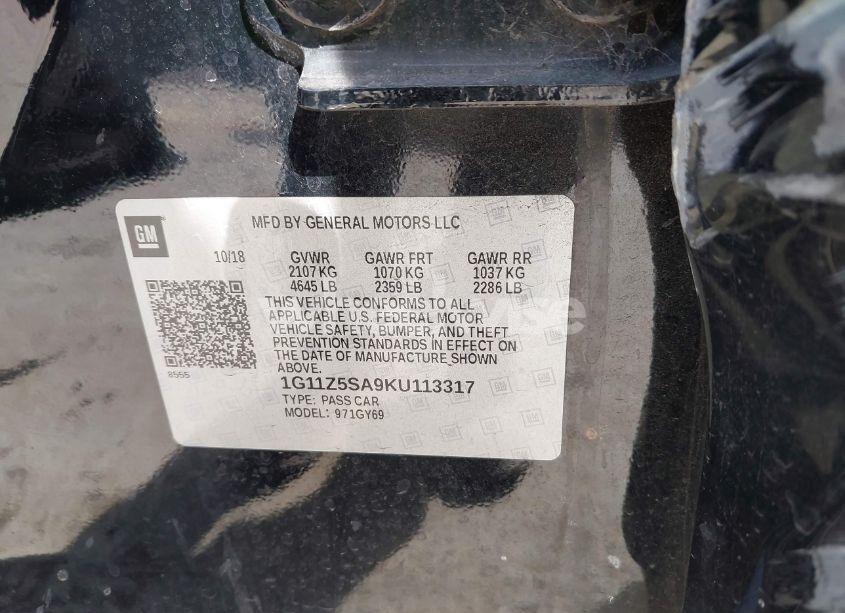 GM
MFD BY GENERAL MOTORS LLC
10/18 GVWR GAWR FRT GAWR RR
2107 KG 1070 KG 1037 KG
4645 LB 2359 LB 2286 LB
THIS VEHICLE CONFORMS TO ALL
APPLICABLE U.S. FEDERAL MOTOR
VEHICLE SAFETY, BUMPER, AND THEFT
PREVENTION STANDARDS IN EFFECT ON
THE DATE OF MANUFACTURE SHOWN
ABOVE.
8555
1G11Z5SA9KU113317
TYPE: PASS CAR
MODEL: 971GY69